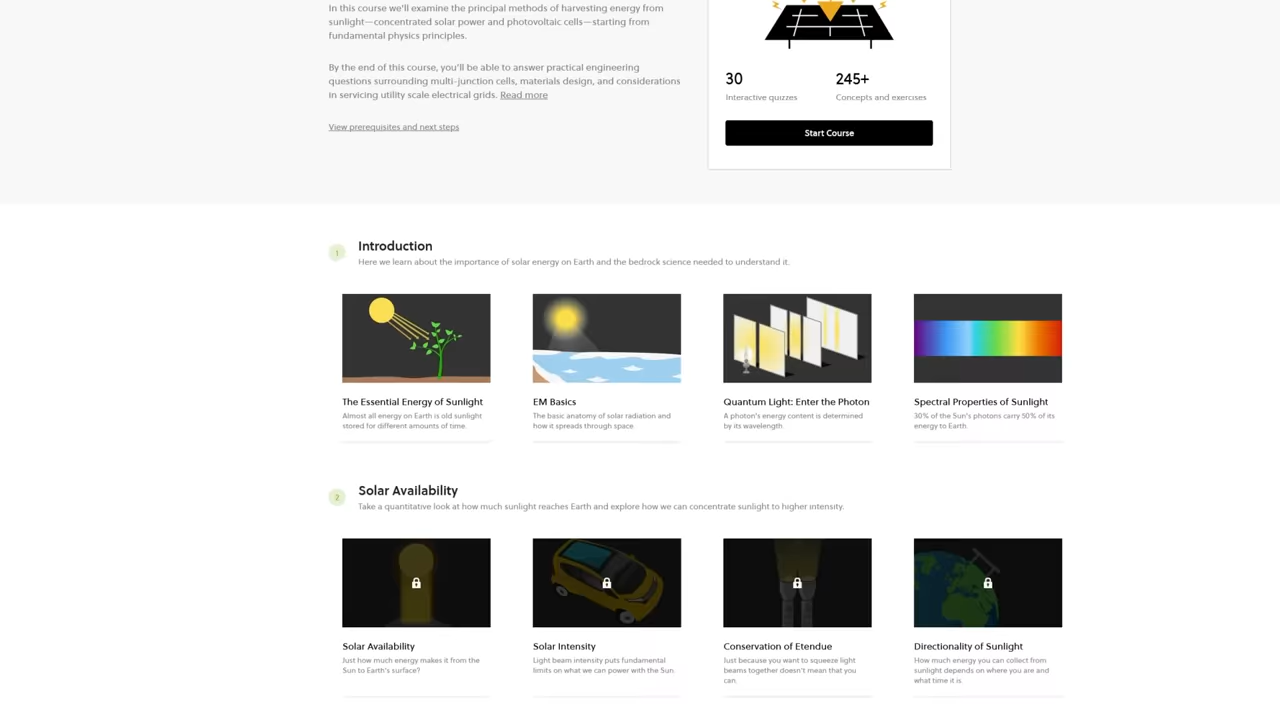 In this course we'll examine the principal methods of harvesting energy from
sunlight—concentrated solar power and photovoltaic cells—starting from
fundamental physics principles.
By the end of this course, you'll be able to answer practical engineering
questions surrounding multi-junction cells, materials design, and considerations
in servicing utility scale electrical grids. Read more
View prerequisites and next steps
30
Interactive quizzes
245+
Concepts and exercises
Start Course
1
Introduction
Here we learn about the importance of solar energy on Earth and the bedrock science needed to understand it.
The Essential Energy of Sunlight
Almost all energy on Earth is old sunlight
stored for different amounts of time.
EM Basics
The basic anatomy of solar radiation and
how it spreads through space.
Quantum Light: Enter the Photon
A photon's energy content is determined
by its wavelength.
Spectral Properties of Sunlight
30% of the Sun's photons carry 50% of its
energy to Earth.
2
Solar Availability
Take a quantitative look at how much sunlight reaches Earth and explore how we can concentrate sunlight to higher intensity.
Solar Availability
Just how much energy makes it from the
Sun to Earth's surface?
Solar Intensity
Light beam intensity puts fundamental
limits on what we can power with the Sun.
Conservation of Etendue
Just because you want to squeeze light
beams together doesn't mean that you
can.
Directionality of Sunlight
How much energy you can collect from
sunlight depends on where you are and
what time it is.